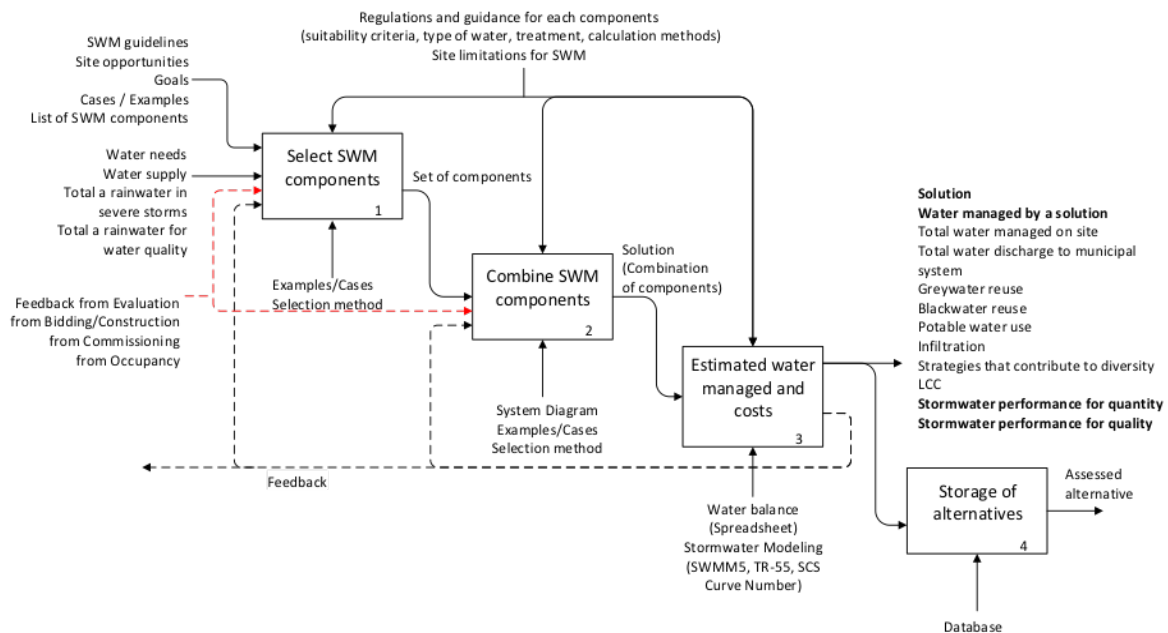 Regulations and guidance for each components
(suitability criteria, type of water, treatment, calculation methods)
Site limitations for SWM
SWM guidelines
Site opportunities
Goals
Cases / Examples
List of SWM components
Water needs
Water supply
Total a rainwater in
severe storms
Total a rainwater for
water quality
Feedback from Evaluation
from Bidding/Construction
from Commissioning
from Occupancy
Select SWM
components
1
Set of components
Examples/Cases
Selection method
Combine SWM
components
2
Solution
(Combination
of components)
System Diagram
Examples/Cases
Selection method
Estimated water
managed and
costs
3
Feedback
Water balance
(Spreadsheet)
Stormwater Modeling
(SWMM5, TR-55, SCS
Curve Number)
Solution
Water managed by a solution
Total water managed on site
Total water discharge to municipal
system
Greywater reuse
Blackwater reuse
Potable water use
Infiltration
Strategies that contribute to diversity
LCC
Stormwater performance for quantity
Stormwater performance for quality
Storage of
alternatives
4
Assessed
alternative
Database